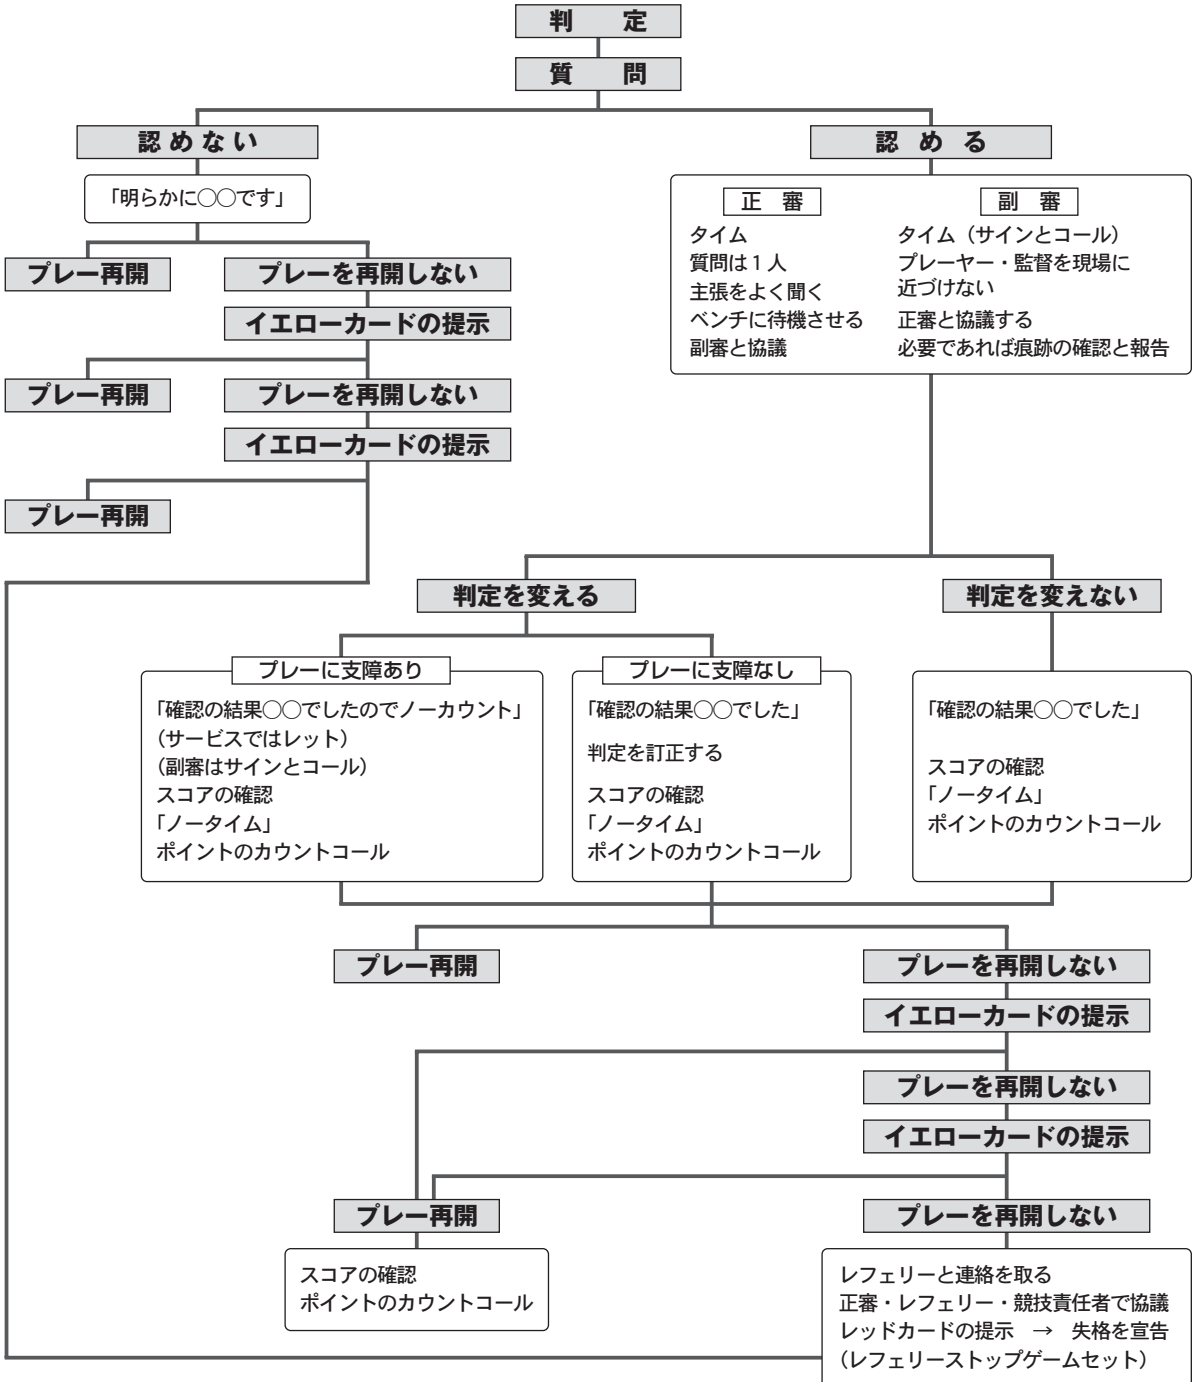 判　定
質　問
認めない
認める
「明らかに○○です」
正　審
タイム
質問は１人
主張をよく聞く
ベンチに待機させる
副審と協議
副　審
タイム（サインとコール）
プレーヤー・監督を現場に
近づけない
正審と協議する
必要であれば痕跡の確認と報告
プレー再開
プレーを再開しない
イエローカードの提示
プレー再開
プレーを再開しない
イエローカードの提示
プレー再開
判定を変える
判定を変えない
プレーに支障あり
「確認の結果○○でしたのでノーカウント」
（サービスではレット）
（副審はサインとコール）
スコアの確認
「ノータイム」
ポイントのカウントコール
プレーに支障なし
「確認の結果○○でした」
判定を訂正する
スコアの確認
「ノータイム」
ポイントのカウントコール
「確認の結果○○でした」
スコアの確認
「ノータイム」
ポイントのカウントコール
プレー再開
プレーを再開しない
イエローカードの提示
プレーを再開しない
イエローカードの提示
プレー再開
プレーを再開しない
スコアの確認
ポイントのカウントコール
レフェリーと連絡を取る
正審・レフェリー・競技責任者で協議
レッドカードの提示　→　失格を宣告
（レフェリーストップゲームセット）